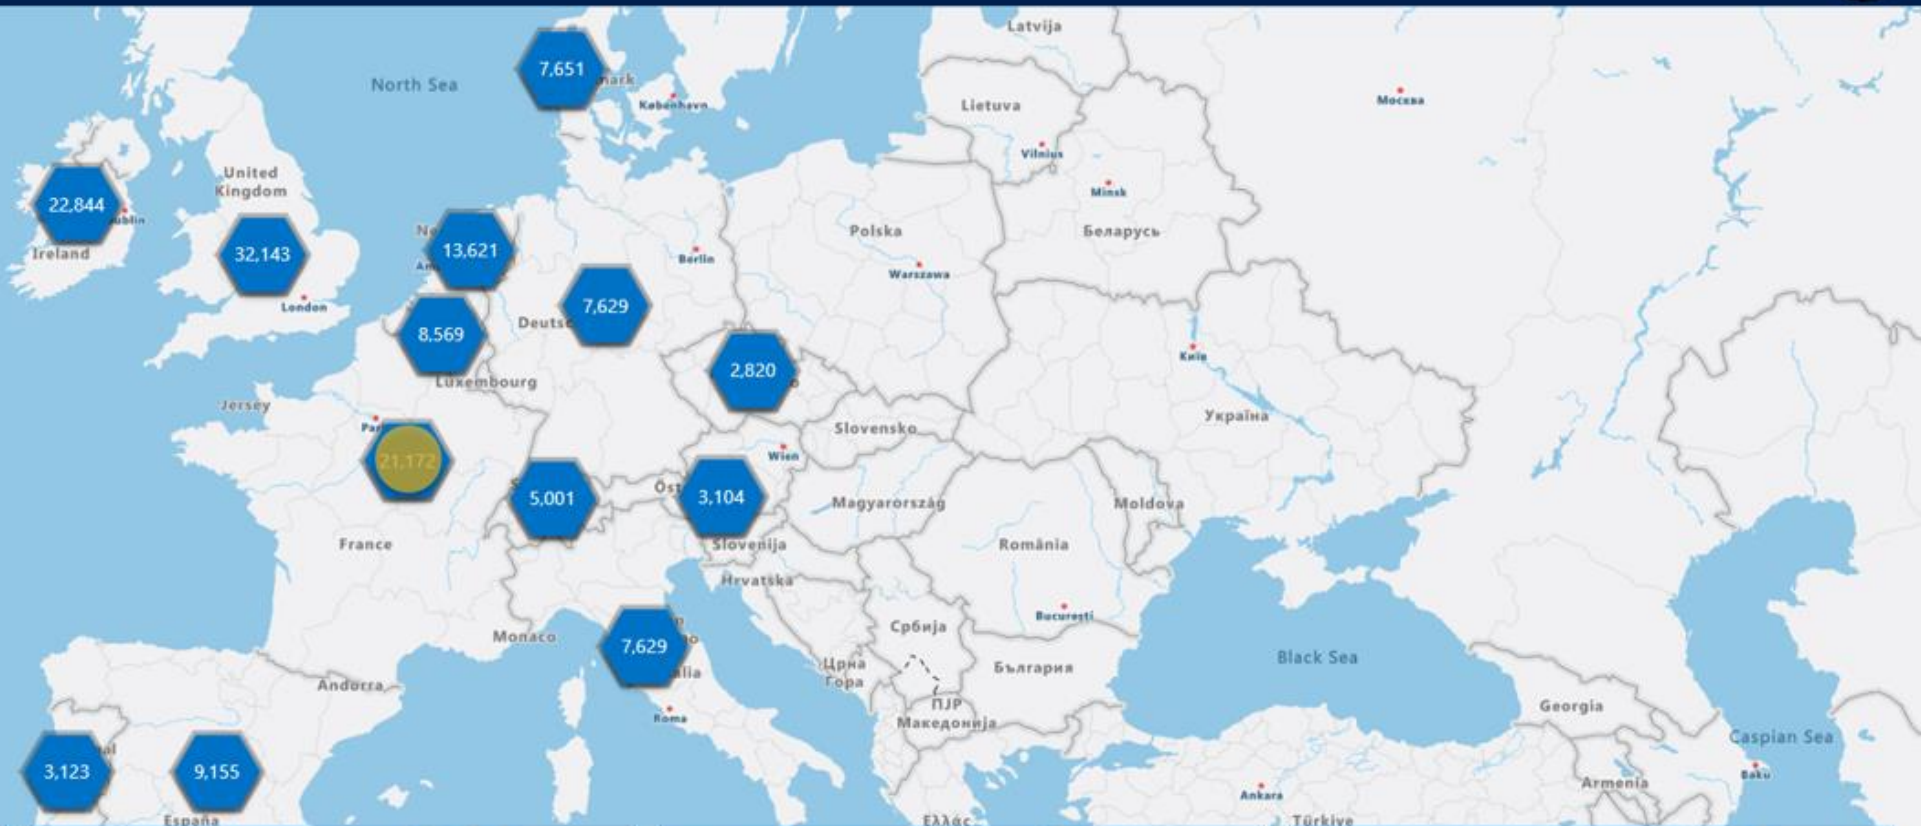 Latvija
North Sea
7,651
København
Lietuva
Москва
Vilnius
Minsk
United
Kingdom
22,844
Ireland
32,143
London
13,621
Berlin
Polska
Warszawa
Беларусь
7,629
8,569
Luxembourg
2,820
Київ
Jersey
21,172
Україна
Slovensko
Wien
5,001
3,104
Magyarország
Moldova
France
Slovenija
România
Hrvatska
București
Monaco
7,629
Србија
Црна
Гора
България
Black Sea
Andorra
Roma
ПЈР
Македонија
Georgia
Caspian Sea
3,123
9,155
Baku
Armenia
Ankara
España
Ελλάς
Türkiye